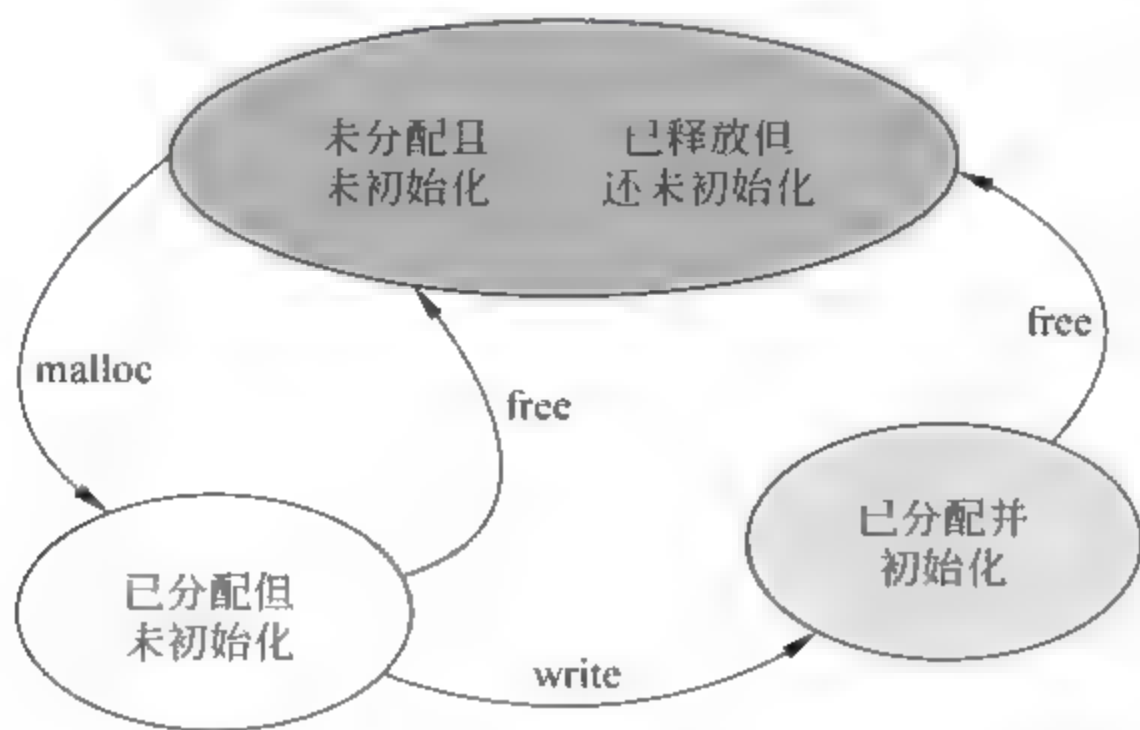 未分配且
未初始化
已释放但
还未初始化
malloc
free
free
已分配并
初始化
已分配但
未初始化
write